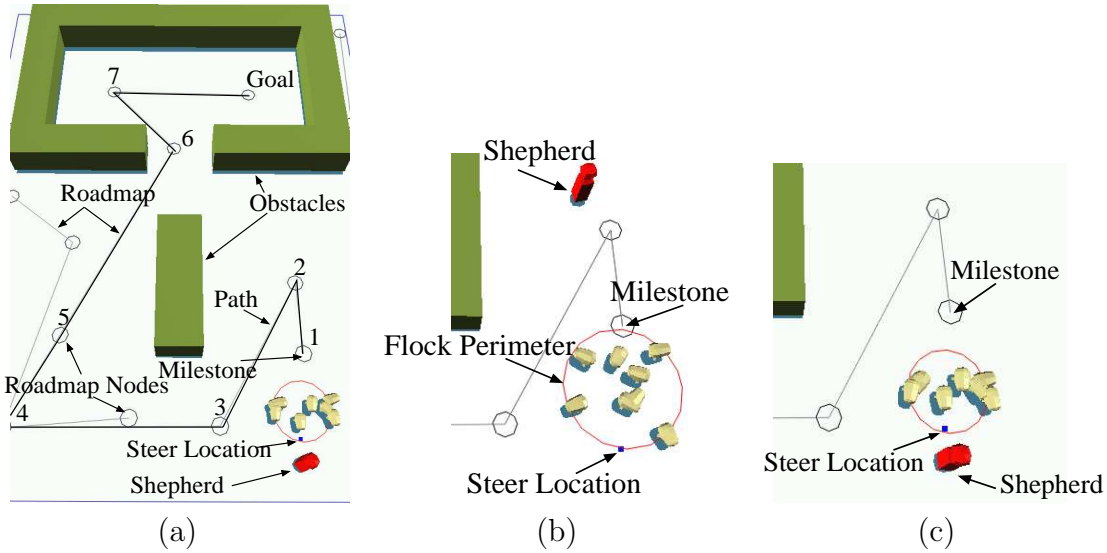 7
Goal
6
Roadmap
Obstacles
2
Path
5
1
Milestone
Roadmap Nodes
4
3
Steer Location
Shepherd
(a)
Shepherd
Milestone
Flock Perimeter
Steer Location
(b)
Milestone
Steer Location
Shepherd
(c)